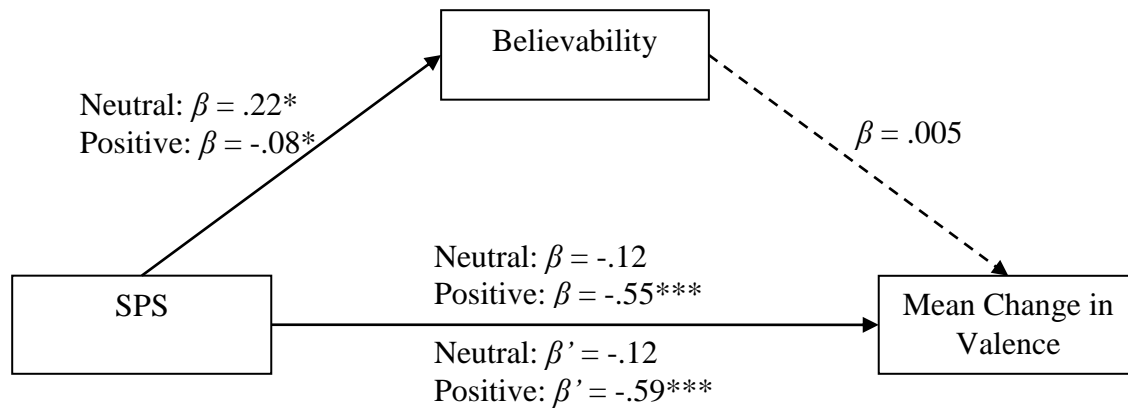 Believability
Neutral: β = .22*
Positive: β = -.08*
β = .005
Neutral: β = -.12
Positive: β = -.55***
SPS
Mean Change in
Valence
Neutral: β’ = -.12
Positive: β’ = -.59***